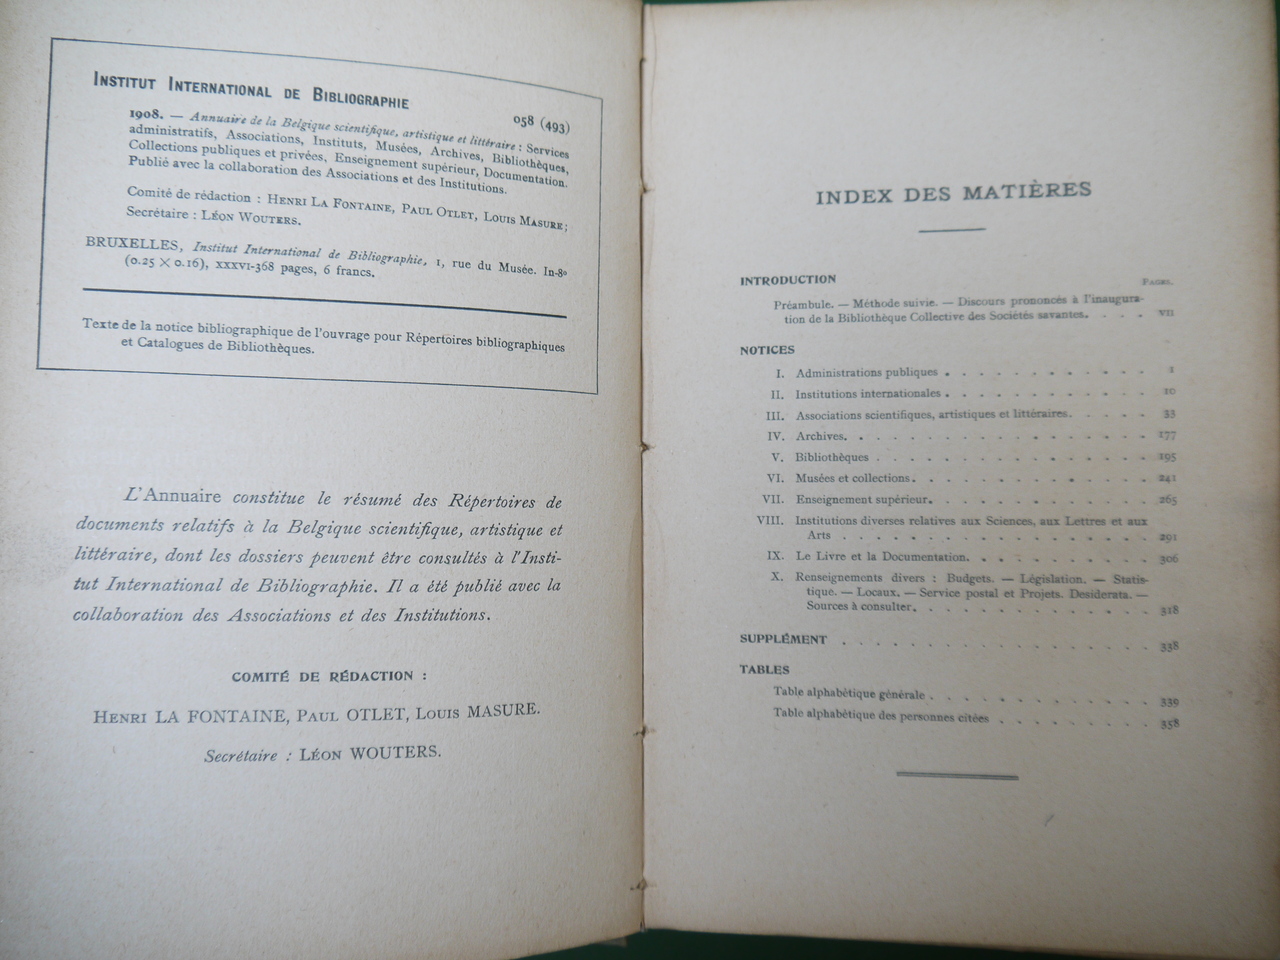 INSTITUT INTERNATIONAL DE BIBLIOGRAPHIE
058 (493)
1908. — Annuaire de la Belgique scientifique, artistique et littéraire : Services
administratifs, Associations, Instituts, Musées, Archives, Bibliothèques,
Collections publiques et privées, Enseignement supérieur, Documentation.
Publié avec la collaboration des Associations et des Institutions.
Comité de rédaction : HENRI LA FONTAINE, PAUL OTLET, LOUIS MASURE;
Secrétaire : LÉON WOUTERS.
BRUXELLES, Institut International de Bibliographie, 1, rue du Musée. In-8º
(0.25 × 0.16), XXXVI-368 pages, 6 francs.
Texte de la notice bibliographique de l'ouvrage pour Répertoires bibliographiques
et Catalogues de Bibliothèques.
L'Annuaire constitue le résumé des Répertoires de
documents relatifs à la Belgique scientifique, artistique et
littéraire, dont les dossiers peuvent être consultés à l'Insti-
tut International de Bibliographie. Il a été publié avec la
collaboration des Associations et des Institutions.
COMITÉ DE RÉDACTION :
HENRI LA FONTAINE, PAUL OTLET, LOUIS MASURE.
Secrétaire : LÉON WOUTERS.
INDEX DES MATIÈRES
INTRODUCTION PAGES.
Préambule. — Méthode suivie. — Discours prononcés à l'inaugura-
tion de la Bibliothèque Collective des Sociétés savantes. . . . . VII
NOTICES
I. Administrations publiques . . . . . . . . . . . 1
II. Institutions internationales . . . . . . . . . . . 10
III. Associations scientifiques, artistiques et littéraires. . . . . 33
IV. Archives. . . . . . . . . . . . . . . 177
V. Bibliothèques . . . . . . . . . . . . . 195
VI. Musées et collections. . . . . . . . . . . . 241
VII. Enseignement supérieur. . . . . . . . . . . 265
VIII. Institutions diverses relatives aux Sciences, aux Lettres et aux
Arts . . . . . . . . . . . . . . . 291
IX. Le Livre et la Documentation. . . . . . . . . . 306
X. Renseignements divers : Budgets. — Législation. — Statis-
tique. — Locaux. — Service postal et Projets. Desiderata. —
Sources à consulter. . . . . . . . . . . . 318
SUPPLÉMENT . . . . . . . . . . . . . . 338
TABLES
Table alphabétique générale . . . . . . . . . . . 339
Table alphabétique des personnes citées . . . . . . . . 358